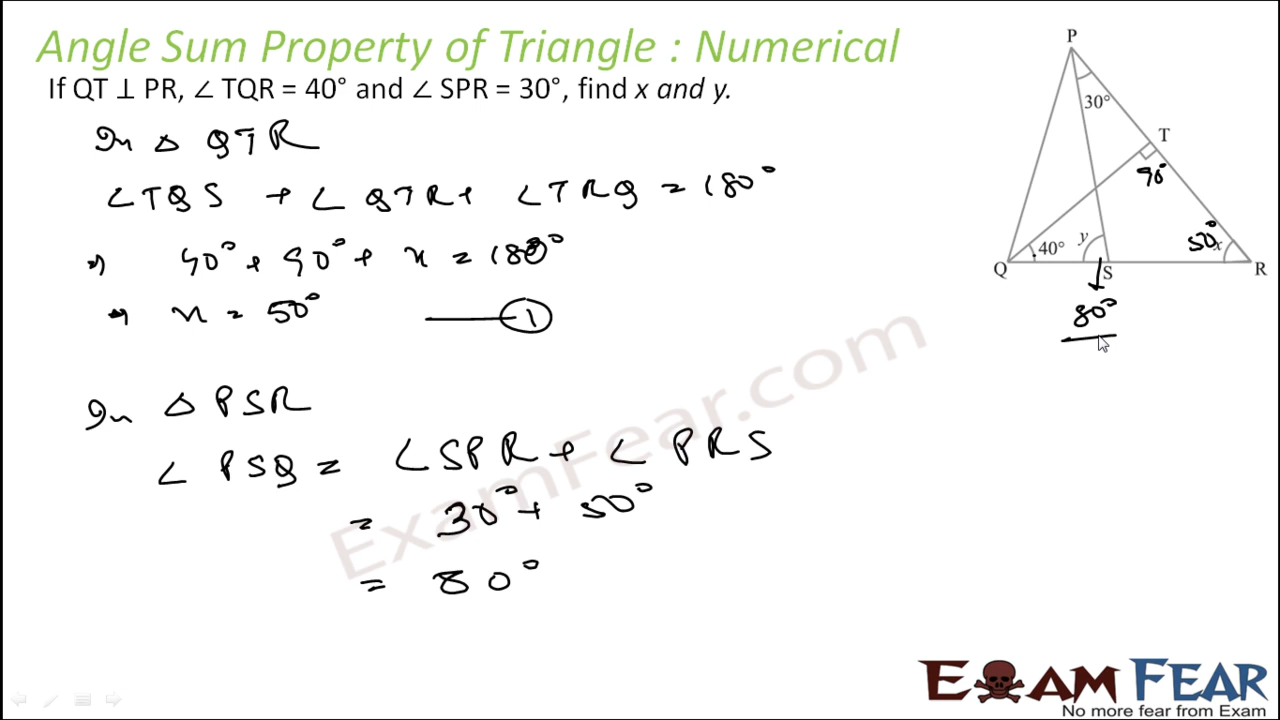 Angle Sum Property of Triangle : Numerical
If QT ⊥ PR, ∠ TQR = 40° and ∠ SPR = 30°, find x and y.
In △ QTR
∠TQS + ∠QTR + ∠TRQ = 180°
⇒ 40° + 90° + x = 180°
⇒ x = 50° —— ①
In △ PSR
∠ PSQ = ∠SPR + ∠ PRS
= 30° + 50°
= 80°
P
30°
T
90°
Q
40°
y
S
50°
x
R
80°
ExamFear.com
EXAM FEAR
No more fear from Exam